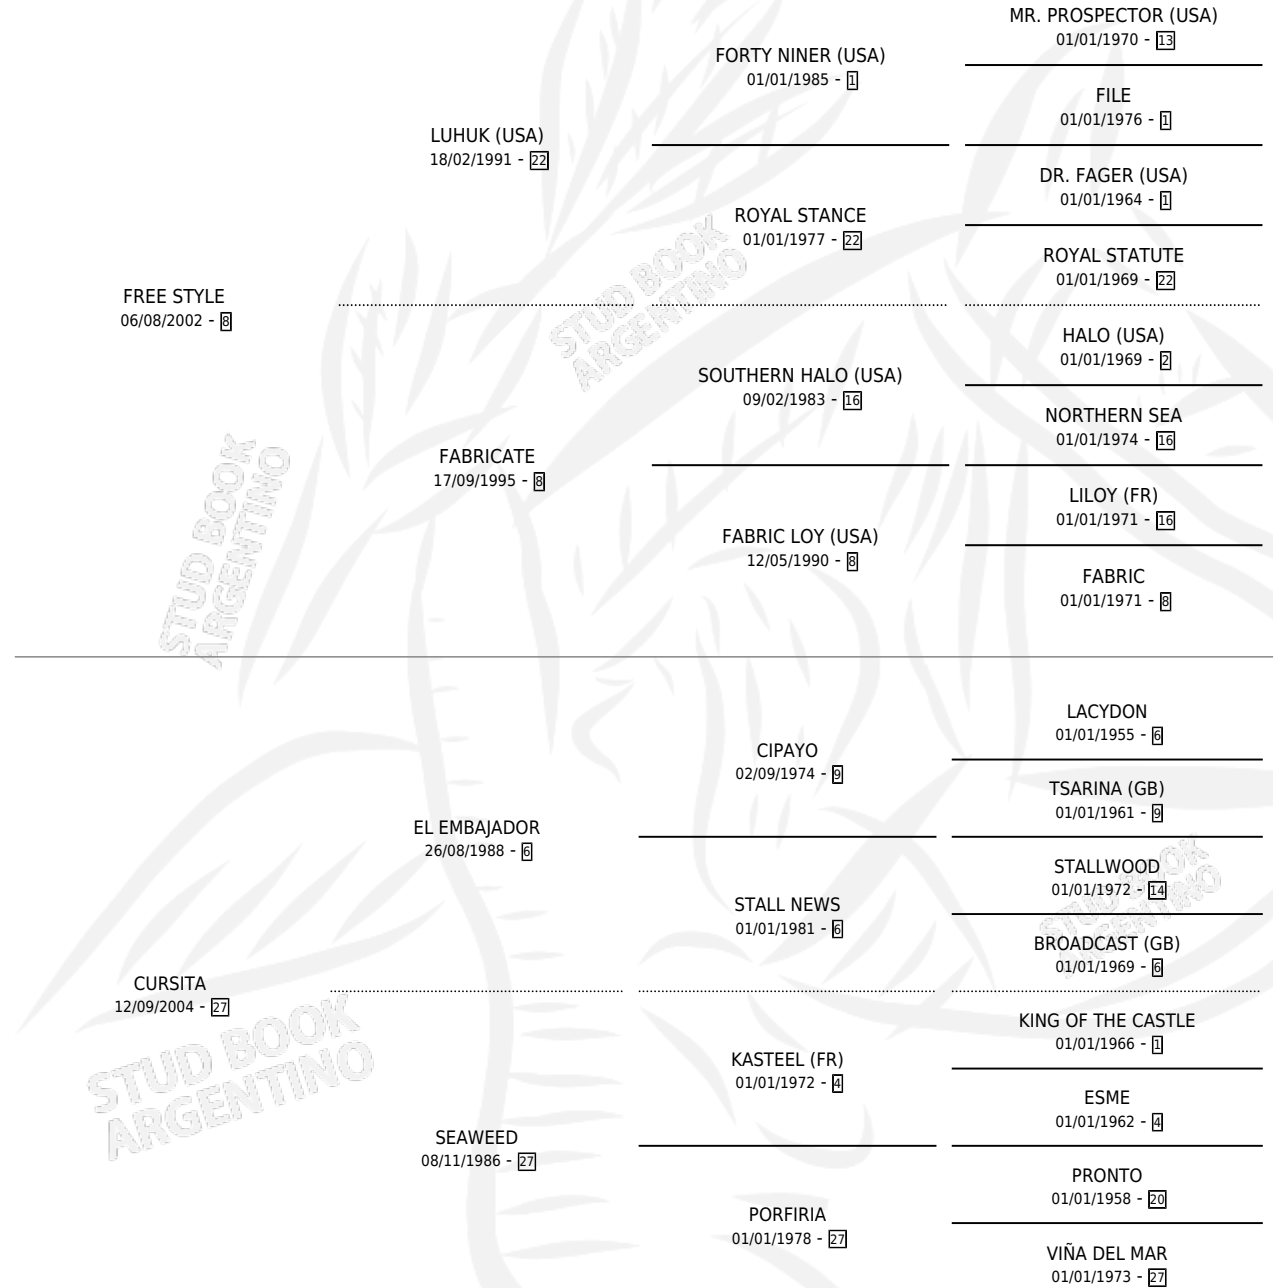 MR. PROSPECTOR (USA)
01/01/1970 - 13
FORTY NINER (USA)
01/01/1985 - 1
FILE
01/01/1976 - 1
LUHUK (USA)
18/02/1991 - 22
DR. FAGER (USA)
01/01/1964 - 1
ROYAL STANCE
01/01/1977 - 22
ROYAL STATUTE
01/01/1969 - 22
FREE STYLE
06/08/2002 - 8
HALO (USA)
01/01/1969 - 2
SOUTHERN HALO (USA)
09/02/1983 - 16
NORTHERN SEA
01/01/1974 - 16
FABRICATE
17/09/1995 - 8
LILOY (FR)
01/01/1971 - 16
FABRIC LOY (USA)
12/05/1990 - 8
FABRIC
01/01/1971 - 8
LACYDON
01/01/1955 - 6
CIPAYO
02/09/1974 - 9
TSARINA (GB)
01/01/1961 - 9
EL EMBAJADOR
26/08/1988 - 6
STALLWOOD
01/01/1972 - 14
STALL NEWS
01/01/1981 - 6
BROADCAST (GB)
01/01/1969 - 6
CURSITA
12/09/2004 - 27
KING OF THE CASTLE
01/01/1966 - 1
KASTEEL (FR)
01/01/1972 - 4
ESME
01/01/1962 - 4
SEAWEED
08/11/1986 - 27
PRONTO
01/01/1958 - 20
PORFIRIA
01/01/1978 - 27
VIÑA DEL MAR
01/01/1973 - 27
STUD BOOK
ARGENTINO
STUD BOOK
ARGENTINO
STUD BOOK
ARGENTINO
STUD BOOK
ARGENTINO